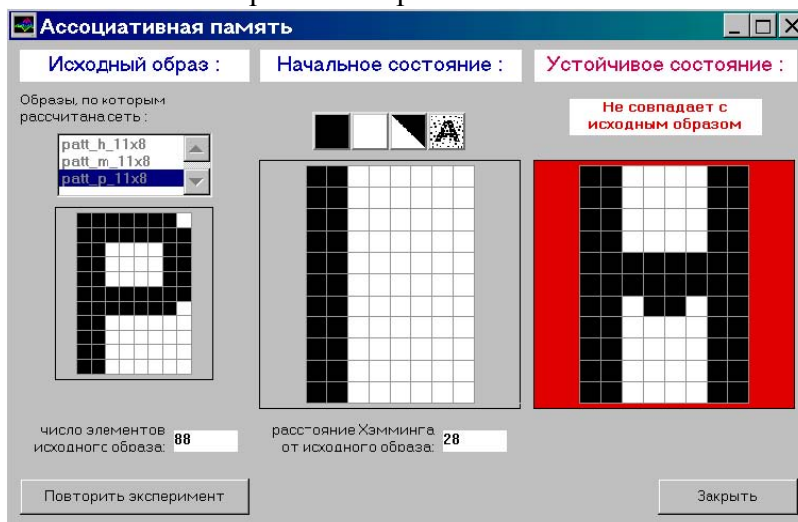 Ассоциативная память
Исходный образ :
Начальное состояние :
Устойчивое состояние :
Образы, по которым
рассчитана сеть :
Не совпадает с
исходным образом
patt_h_11x8
patt_m_11x8
patt_p_11x8
A
число элементов
исходного образа:
88
расстояние Хэмминга
от исходного образа:
28
Повторить эксперимент
Закрыть